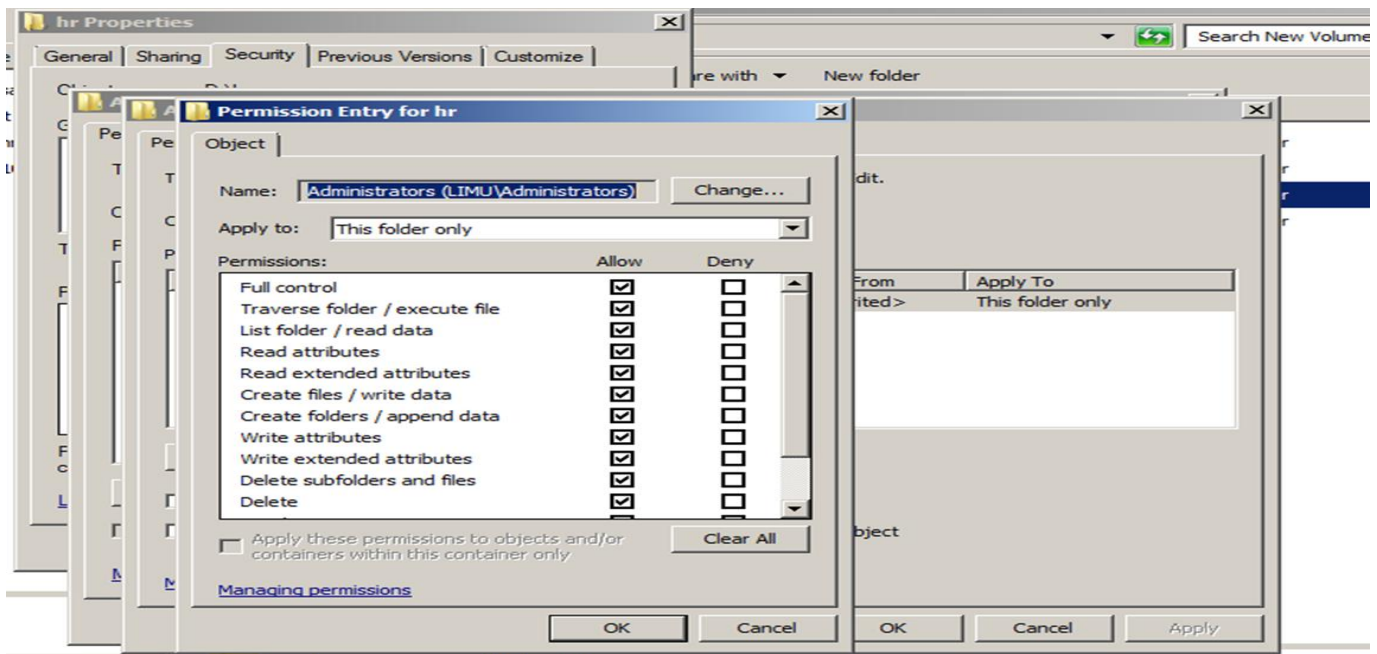 hr Properties
Search New Volume
General Sharing Security Previous Versions Customize
re with New folder
Permission Entry for hr
Object
Name: Administrators (LIMU\Administrators) Change...
dit.
Apply to: This folder only
Permissions: Allow Deny
From Apply To
rited> This folder only
Full control
Traverse folder / execute file
List folder / read data
Read attributes
Read extended attributes
Create files / write data
Create folders / append data
Write attributes
Write extended attributes
Delete subfolders and files
Delete
Apply these permissions to objects and/or
containers within this container only
Clear All
bject
Managing permissions
OK Cancel OK Cancel Apply